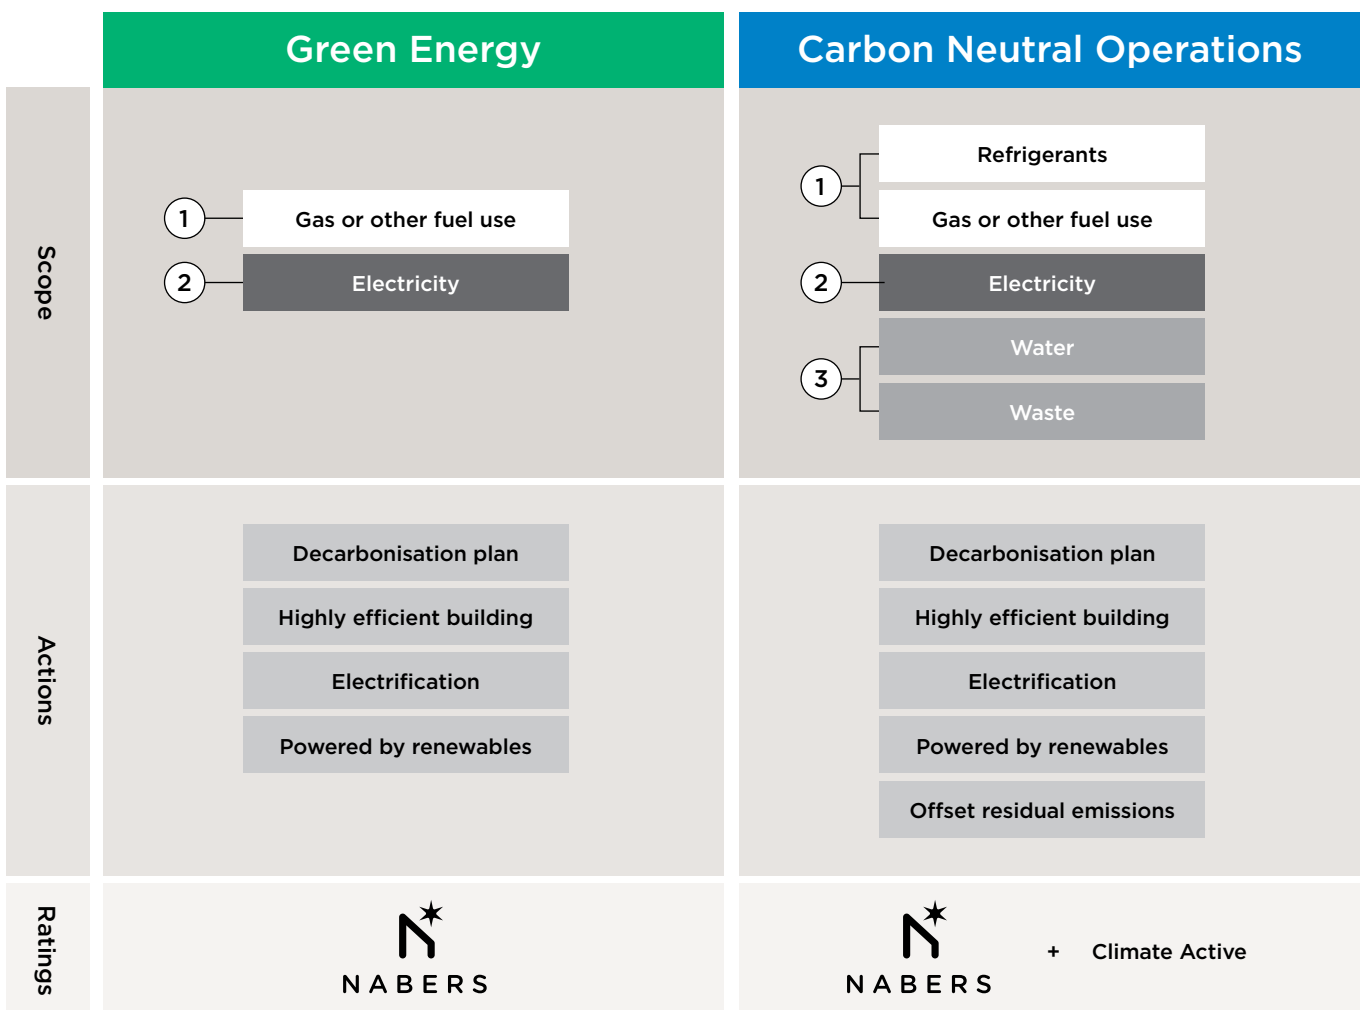 Green Energy
Carbon Neutral Operations
Scope
1
Gas or other fuel use
2
Electricity
1
Refrigerants
Gas or other fuel use
2
Electricity
3
Water
Waste
Actions
Decarbonisation plan
Highly efficient building
Electrification
Powered by renewables
Decarbonisation plan
Highly efficient building
Electrification
Powered by renewables
Offset residual emissions
Ratings
NABERS
NABERS
+ Climate Active